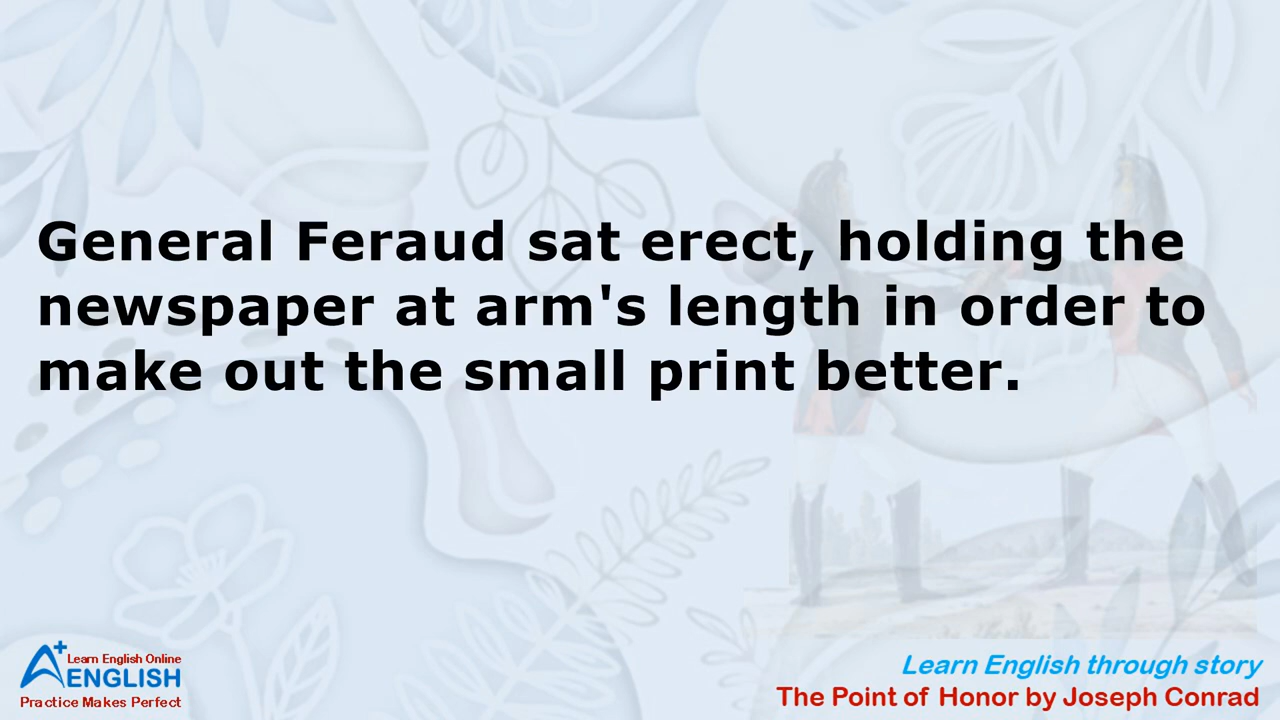 General Feraud sat erect, holding the
newspaper at arm's length in order to
make out the small print better.
A+ Learn English Online
ENGLISH
Practice Makes Perfect
Learn English through story
The Point of Honor by Joseph Conrad